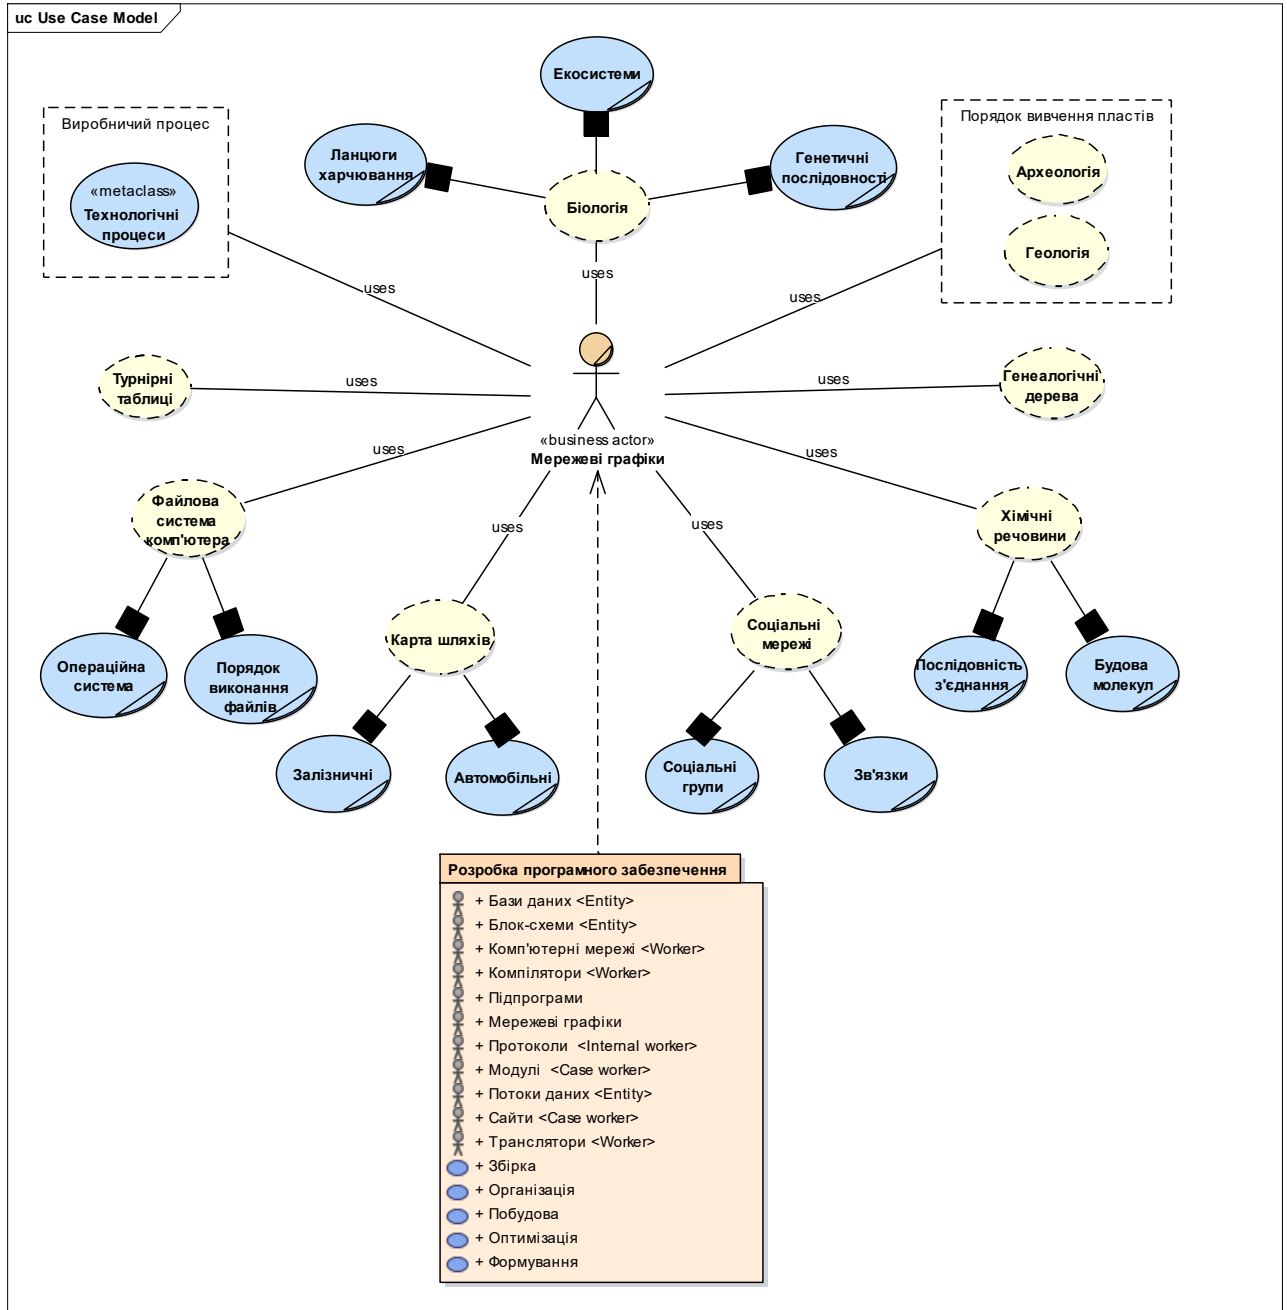 uc Use Case Model
Екосистеми
Виробничий процес
«metaclass»
Технологічні
процеси
Ланцюги
харчування
Генетичні
послідовності
Біологія
Порядок вивчення пластів
Археологія
Геологія
uses
uses
uses
Турнірні
таблиці
uses
uses
Генеалогічні
дерева
«business actor»
Мережеві графіки
uses
uses
Файлова
система
комп'ютера
uses
uses
Хімічні
речовини
Операційна
система
Порядок
виконання
файлів
Карта шляхів
Соціальні
мережі
Послідовність
з'єднання
Будова
молекул
Залізничні
Автомобільні
Соціальні
групи
Зв'язки
Розробка програмного забезпечення
+ Бази даних <Entity>
+ Блок-схеми <Entity>
+ Комп'ютерні мережі <Worker>
+ Компілятори <Worker>
+ Підпрограми
+ Мережеві графіки
+ Протоколи <Internal worker>
+ Модулі <Case worker>
+ Потоки даних <Entity>
+ Сайти <Case worker>
+ Транслятори <Worker>
+ Збірка
+ Організація
+ Побудова
+ Оптимізація
+ Формування